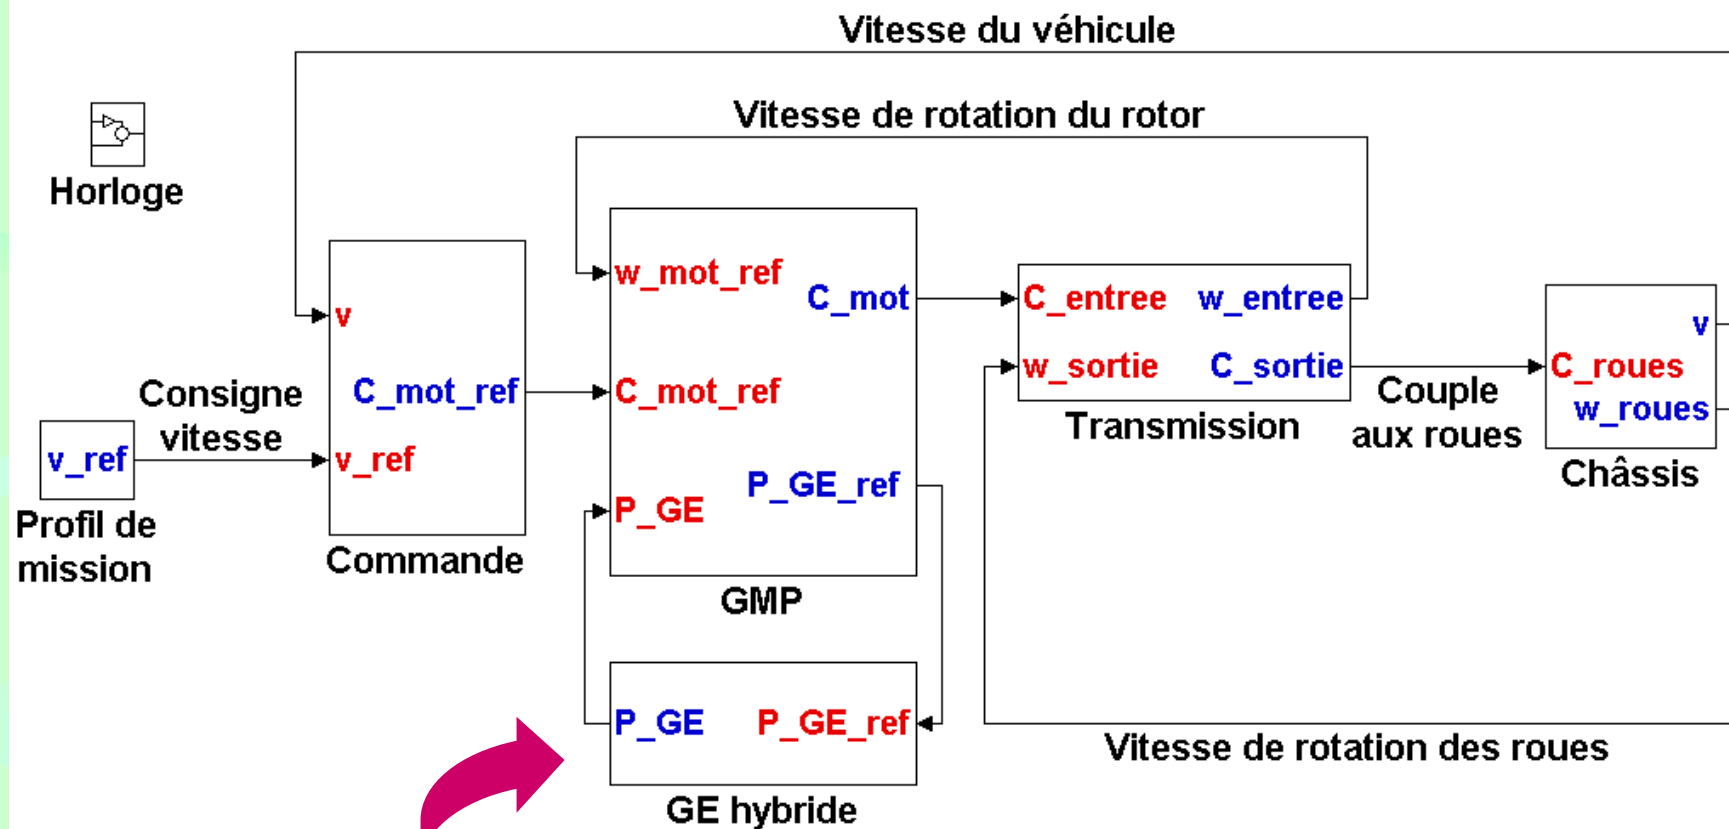 Vitesse du véhicule
Vitesse de rotation du rotor
Horloge
w_mot_ref
C_mot
C_entree
w_entree
v
v
C_mot_ref
C_mot_ref
w_sortie
C_sortie
C_roues
w_roues
Consigne
vitesse
Couple
aux roues
Transmission
Châssis
v_ref
v_ref
P_GE_ref
P_GE
Profil de
mission
Commande
GMP
P_GE
P_GE_ref
Vitesse de rotation des roues
GE hybride